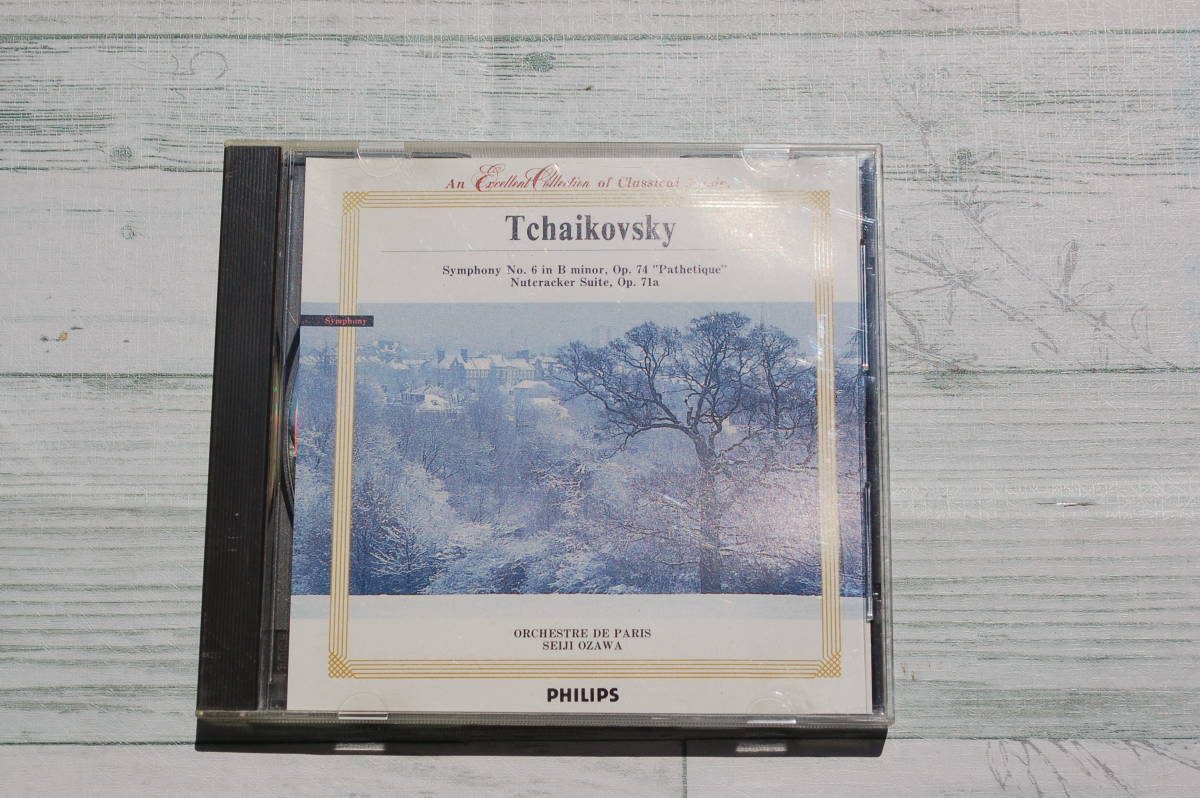 An Excellent Collection of Classical
Tchaikovsky
Symphony No. 6 in B minor, Op. 74 "Pathetique"
Nutcracker Suite, Op. 71a
Symphony
ORCHESTRE DE PARIS
SEIJI OZAWA
PHILIPS